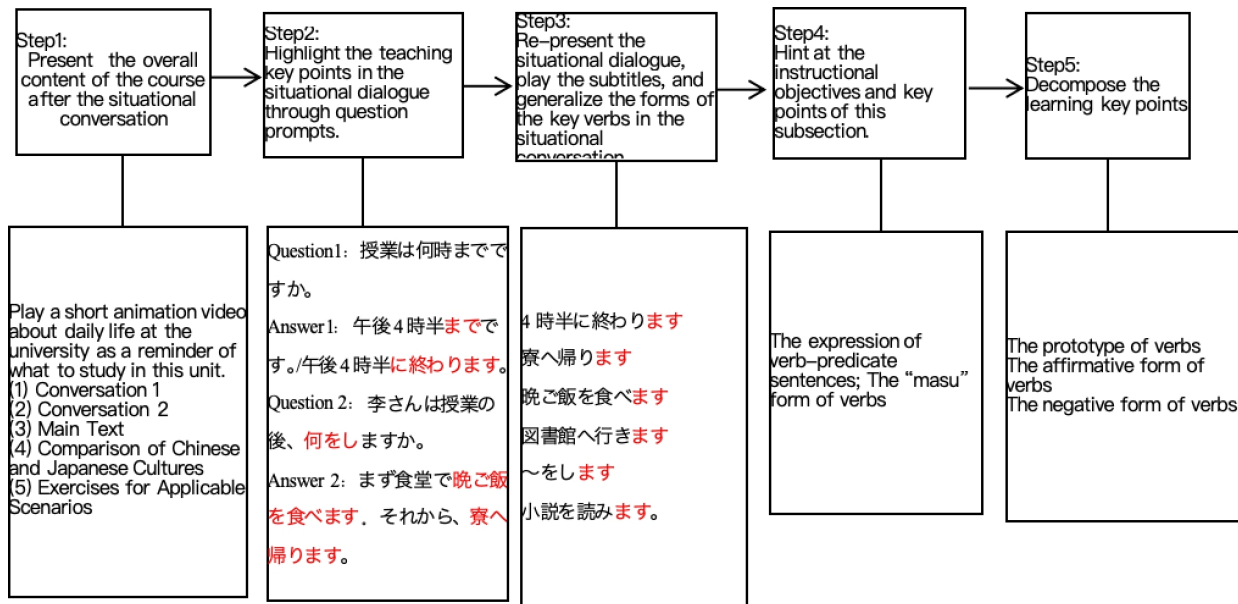 Step1:
Present the overall
content of the course
after the situational
conversation
Step2:
Highlight the teaching
key points in the
situational dialogue
through question
prompts.
Step3:
Re-present the
situational dialogue,
play the subtitles, and
generalize the forms of
the key verbs in the
situational
conversation
Step4:
Hint at the
instructional
objectives and key
points of this
subsection.
Step5:
Decompose the
learning key points
Play a short animation video
about daily life at the
university as a reminder of
what to study in this unit.
(1) Conversation 1
(2) Conversation 2
(3) Main Text
(4) Comparison of Chinese
and Japanese Cultures
(5) Exercises for Applicable
Scenarios
Question1: 授業は何時までで
すか。
Answer1: 午後4時半までで
す。/午後4時半に終わります。
Question 2: 李さんは授業の
後、何をしますか。
Answer 2: まず食堂で晩ご飯
を食べます．それから、寮へ
帰ります。
4 時半に終わります
寮へ帰ります
晩ご飯を食べます
図書館へ行きます
～をします
小説を読みます。
The expression of
verb-predicate
sentences; The “masu”
form of verbs
The prototype of verbs
The affirmative form of
verbs
The negative form of verbs